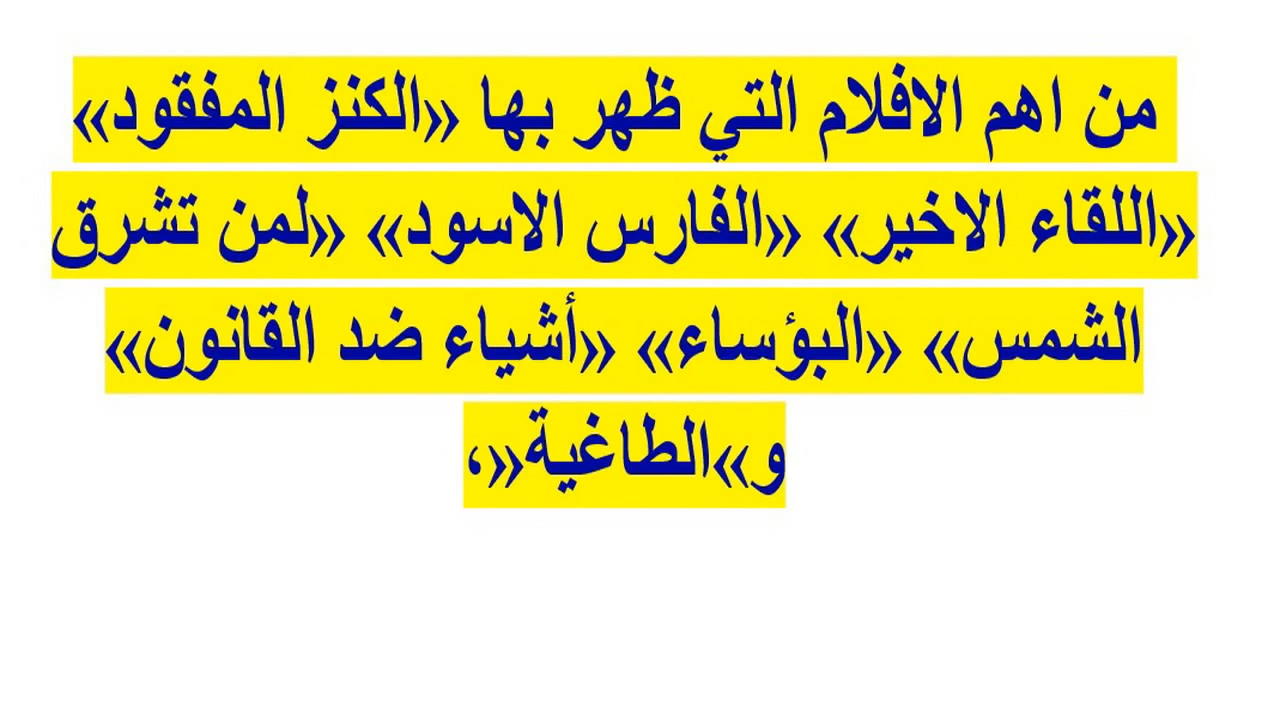 من اهم الافلام التي ظهر بها «الكنز المفقود»
«اللقاء الاخير» «الفارس الاسود» «لمن تشرق
الشمس» «البؤساء» «أشياء ضد القانون»
و»الطاغية«،